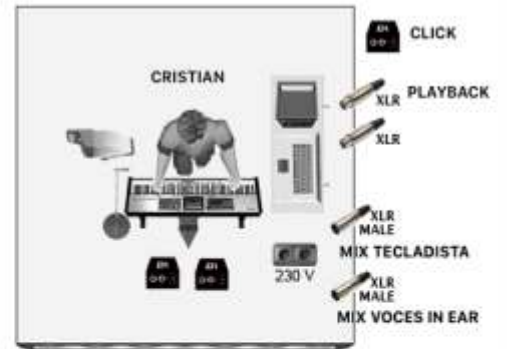 CLICK
CRISTIAN
XLR PLAYBACK
XLR
XLR
MALE
MIX TECLADISTA
230 V
XLR
MALE
MIX VOCES IN EAR